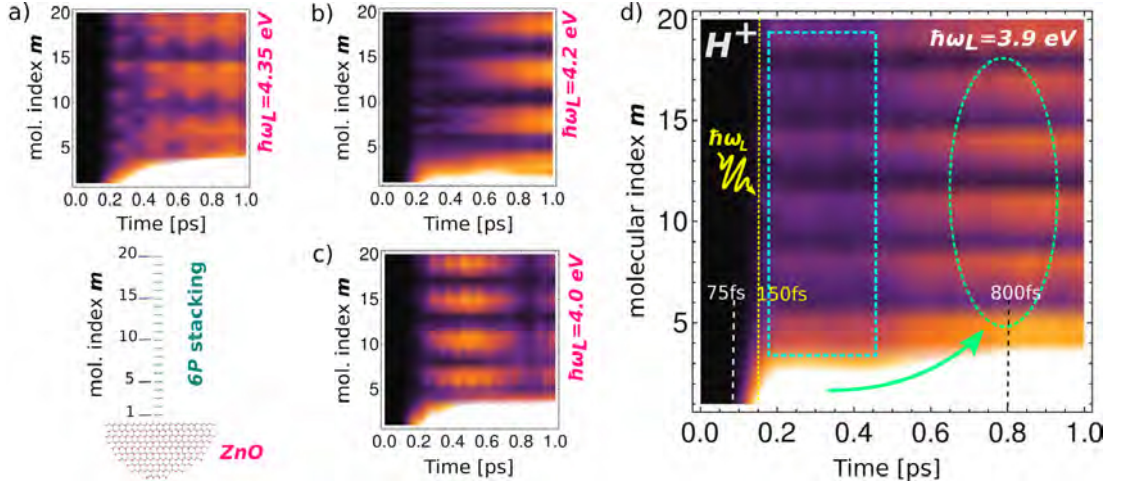 a)
mol. index m
20
15
10
5
0.0 0.2 0.4 0.6 0.8 1.0
Time [ps]
ħωL=4.35 eV
b)
20
15
10
5
0.0 0.2 0.4 0.6 0.8 1.0
Time [ps]
ħωL=4.2 eV
mol. index m
20
15
10
5
1
6P stacking
ZnO
c)
mol. index m
20
15
10
5
0.0 0.2 0.4 0.6 0.8 1.0
Time [ps]
ħωL=4.0 eV
d)
molecular index m
20
15
10
5
H+
ħωL=3.9 eV
ħωL
75fs
150fs
800fs
0.0 0.2 0.4 0.6 0.8 1.0
Time [ps]